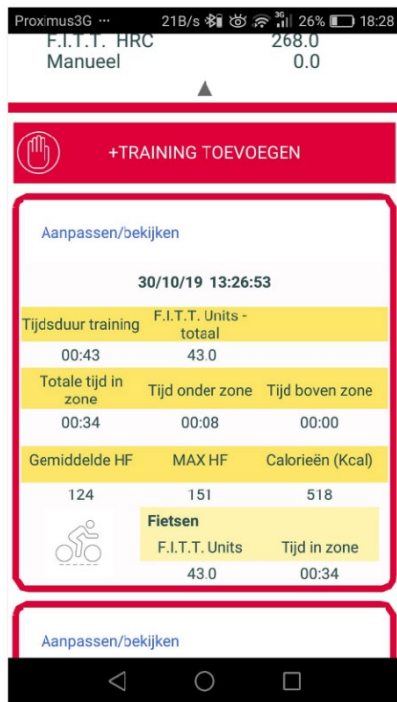 Proximus3G ··· 21B/s 3G 26% 18:28
F.I.T.T. HRC 268.0
Manueel 0.0
+TRAINING TOEVOEGEN
Aanpassen/bekijken
30/10/19 13:26:53
Tijdsduur training F.I.T.T. Units - totaal
00:43 43.0
Totale tijd in zone Tijd onder zone Tijd boven zone
00:34 00:08 00:00
Gemiddelde HF MAX HF Calorieën (Kcal)
124 151 518
Fietsen
F.I.T.T. Units Tijd in zone
43.0 00:34
Aanpassen/bekijken